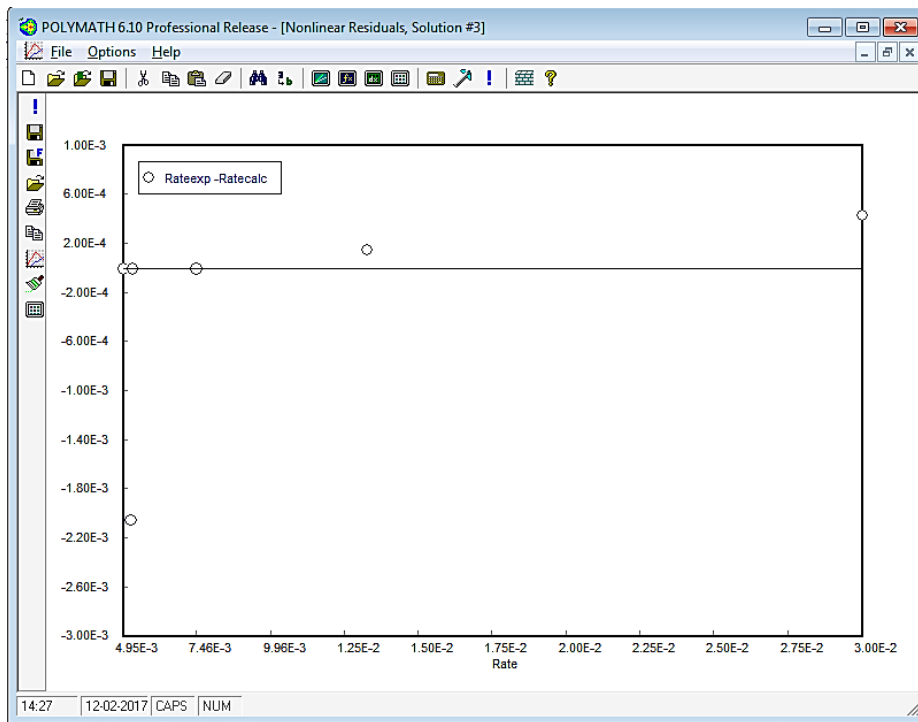 POLYMATH 6.10 Professional Release - [Nonlinear Residuals, Solution #3]
File Options Help
1.00E-3
Rateexp -Ratecalc
6.00E-4
2.00E-4
-2.00E-4
-6.00E-4
-1.00E-3
-1.40E-3
-1.80E-3
-2.20E-3
-2.60E-3
-3.00E-3
4.95E-3 7.46E-3 9.96E-3 1.25E-2 1.50E-2 1.75E-2 2.00E-2 2.25E-2 2.50E-2 2.75E-2 3.00E-2
Rate
14:27 12-02-2017 CAPS NUM